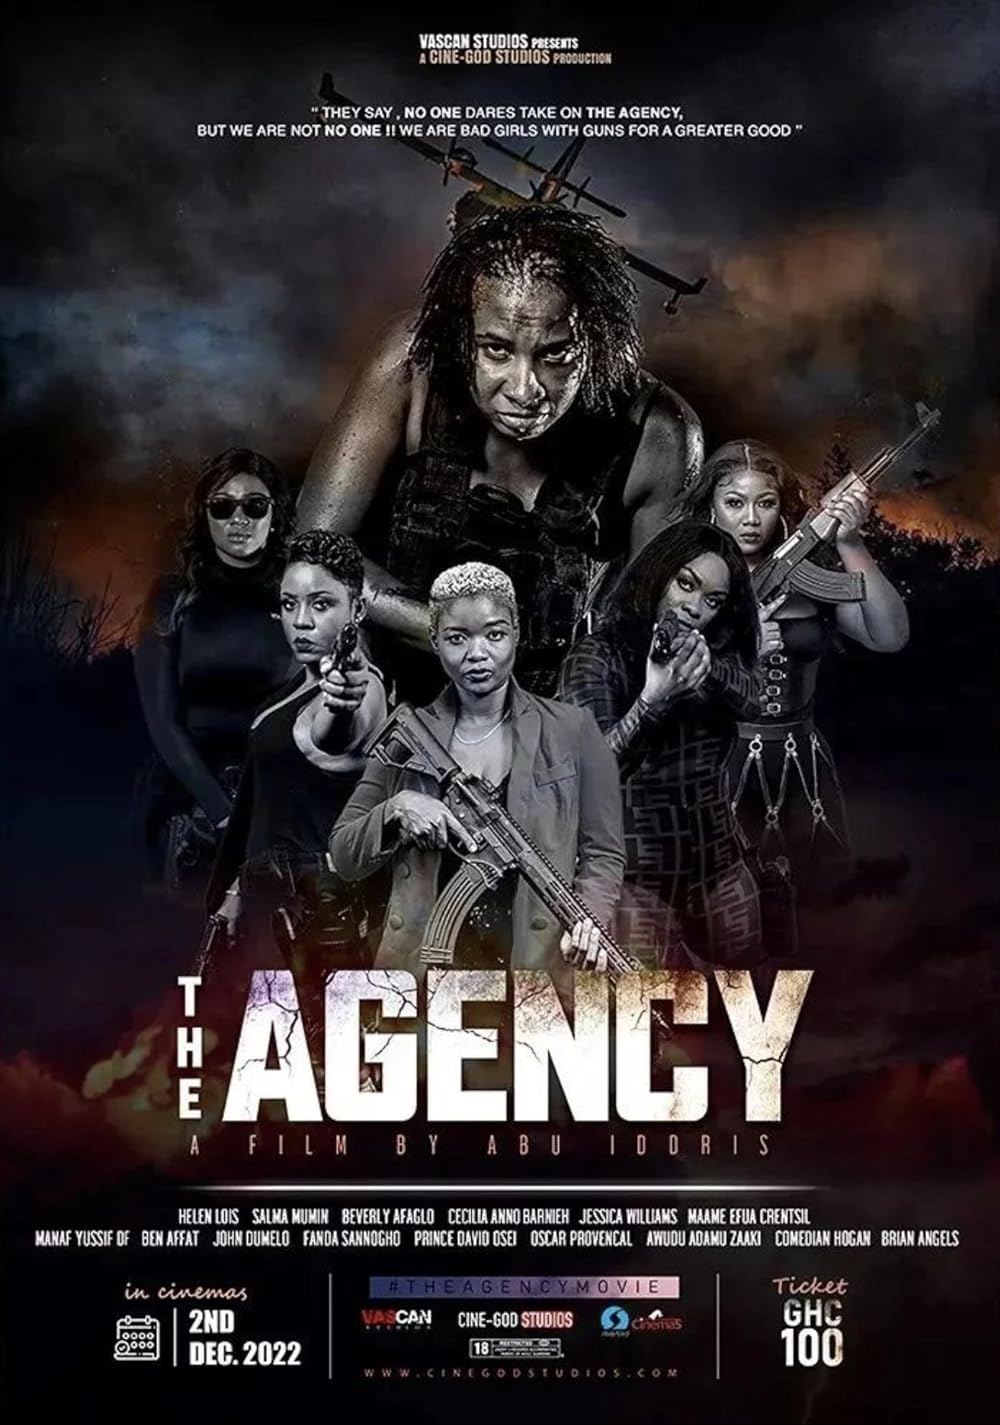 VASCAN STUDIOS PRESENTS
A CINE-GOD STUDIOS PRODUCTION
" THEY SAY , NO ONE DARES TAKE ON THE AGENCY,
BUT WE ARE NOT NO ONE !! WE ARE BAD GIRLS WITH GUNS FOR A GREATER GOOD "
THE AGENCY
A FILM BY ABU IDDRIS
HELEN LOIS SALMA MUMIN BEVERLY AFAGLO CECILIA ANNO BARNIEH JESSICA WILLIAMS MAAME EFUA CRENTSIL
MANAF YUSSIF OF BEN AFFAT JOHN DUMELO FANDA SANNOGHO PRINCE DAVID OSEI OSCAR PROVENCAL AWUDU ADAMU ZAAKI COMEDIAN HOGAN BRIAN ANGELS
in cinemas
2ND
DEC. 2022
#THEAGENCYMOVIE
VASCAN
STUDIOS
CINE-GOD STUDIOS
cinemas
18 RESTRICTED
WWW.CINEGODSTUDIOS.COM
Ticket
GHC
100